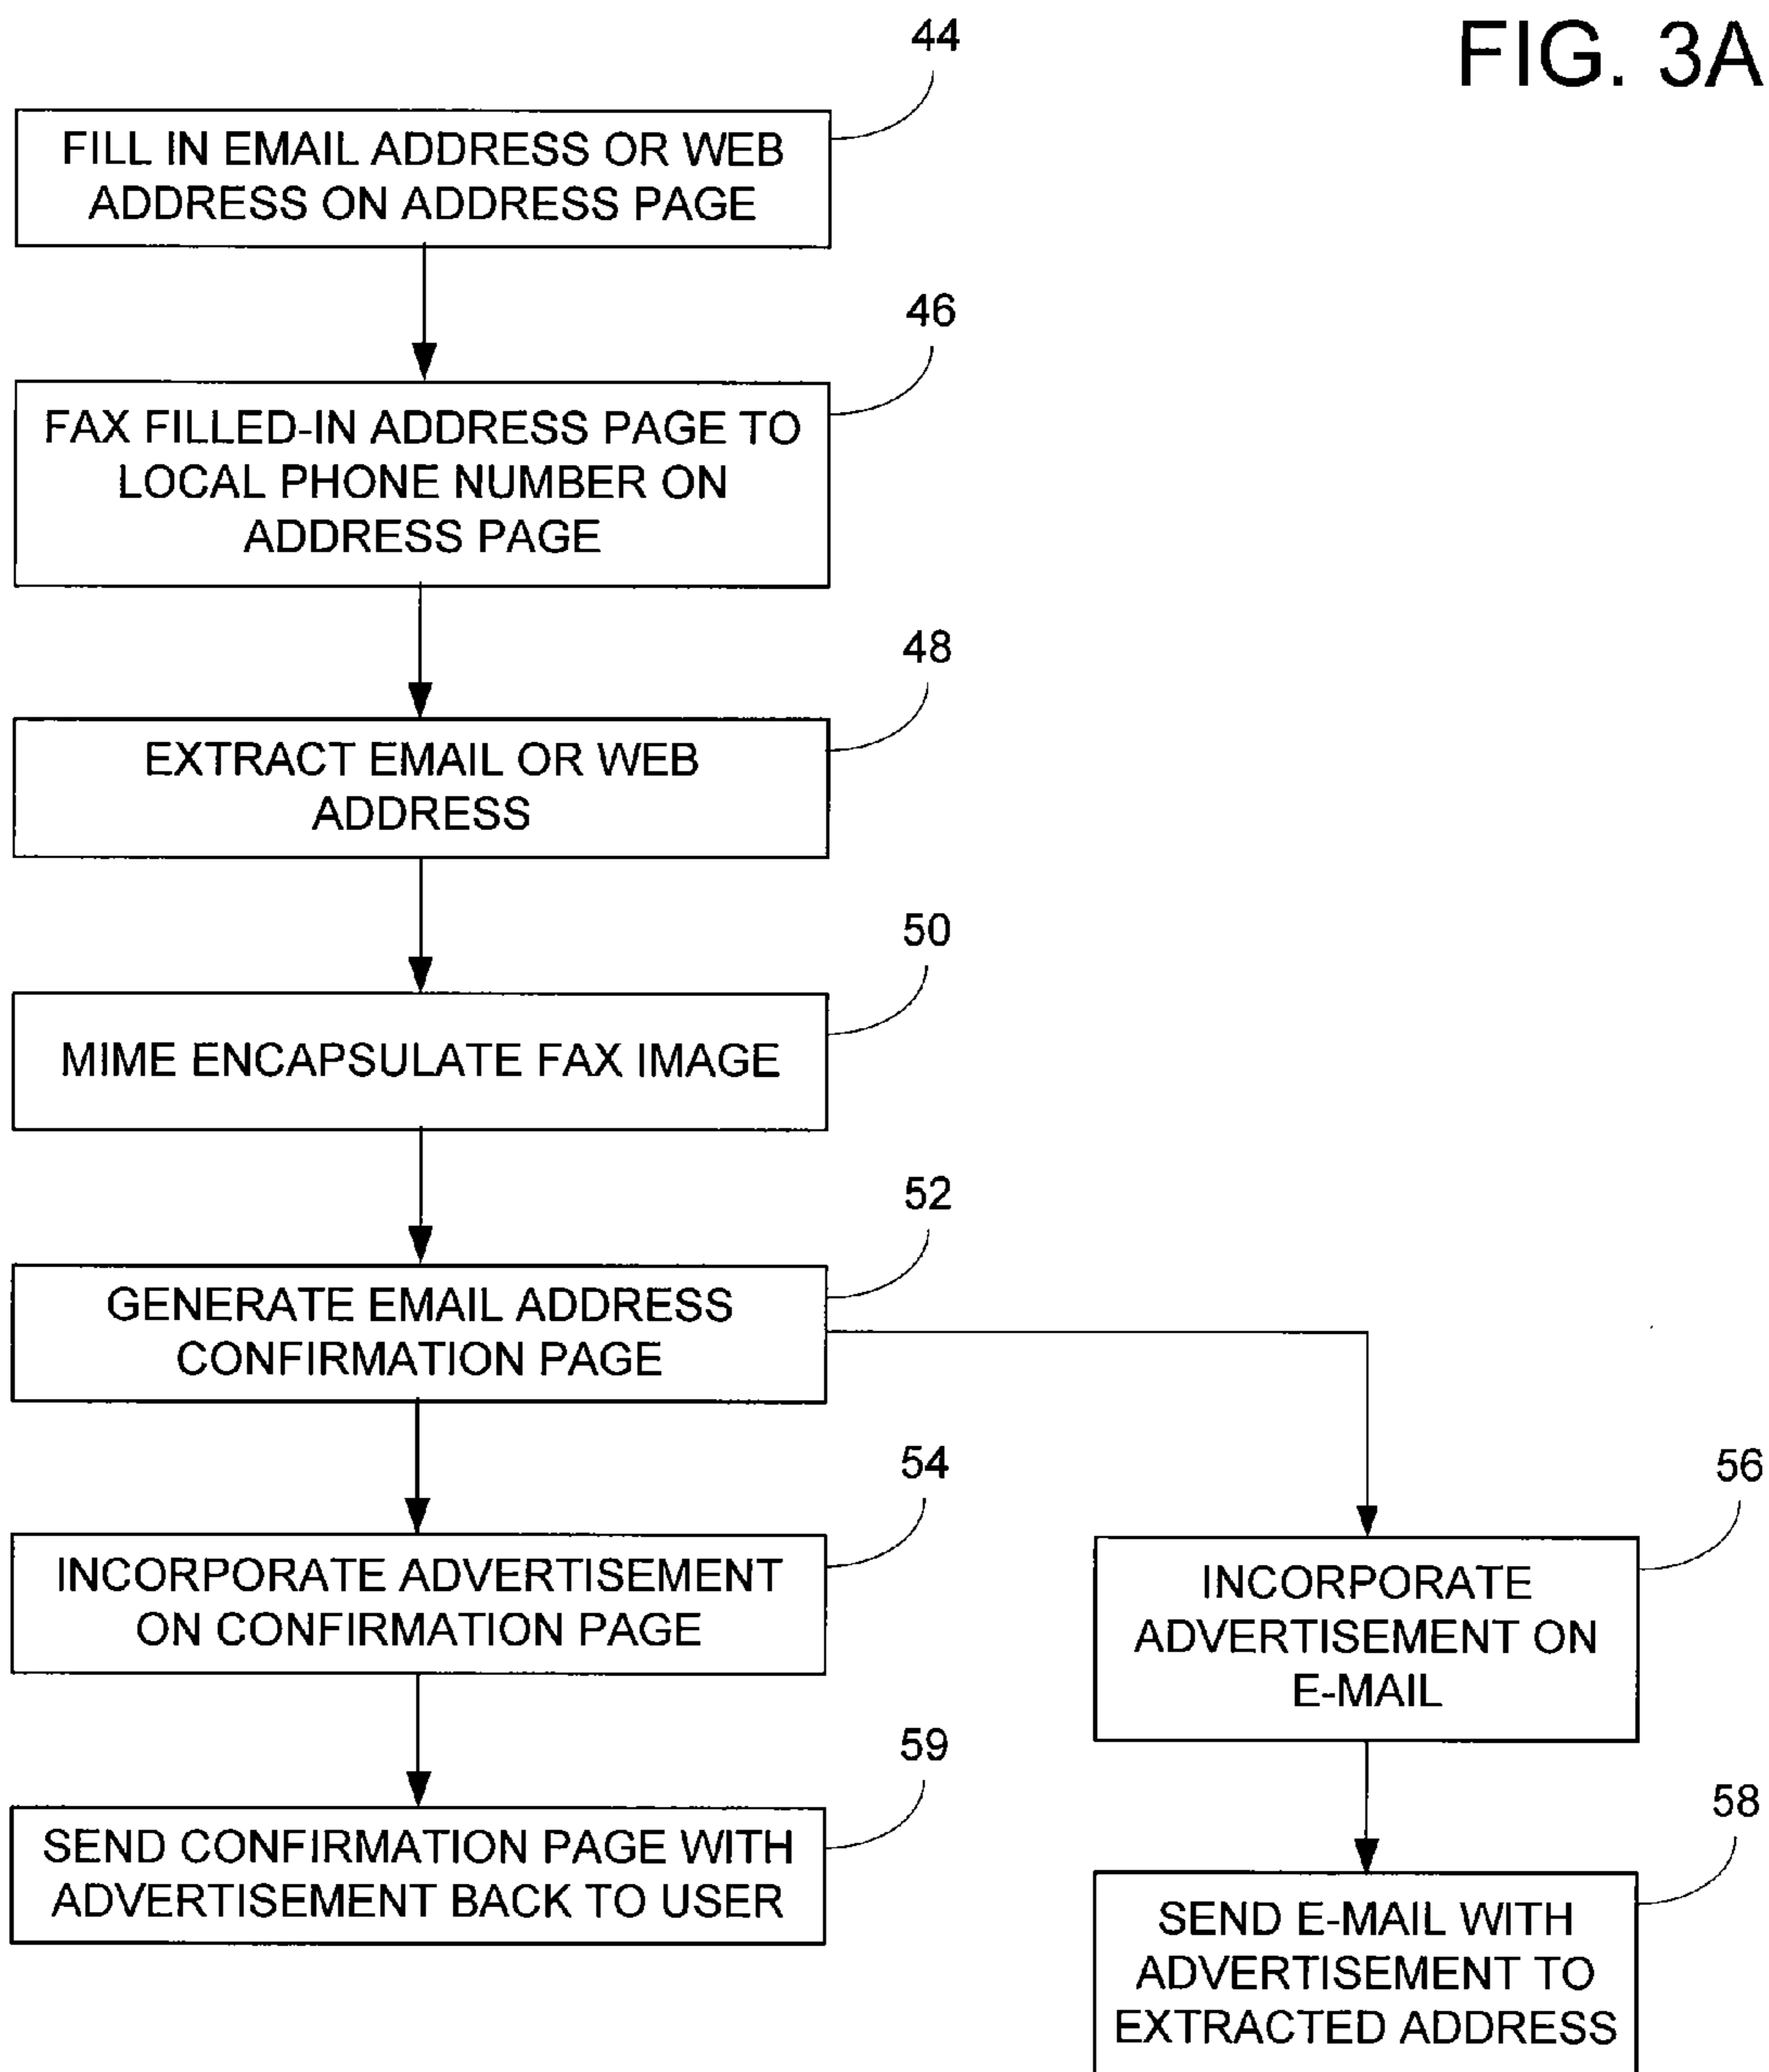 FIG. 3A
44
FILL IN EMAIL ADDRESS OR WEB
ADDRESS ON ADDRESS PAGE
46
FAX FILLED-IN ADDRESS PAGE TO
LOCAL PHONE NUMBER ON
ADDRESS PAGE
48
EXTRACT EMAIL OR WEB
ADDRESS
50
MIME ENCAPSULATE FAX IMAGE
52
GENERATE EMAIL ADDRESS
CONFIRMATION PAGE
54
INCORPORATE ADVERTISEMENT
ON CONFIRMATION PAGE
56
INCORPORATE
ADVERTISEMENT ON
E-MAIL
59
SEND CONFIRMATION PAGE WITH
ADVERTISEMENT BACK TO USER
58
SEND E-MAIL WITH
ADVERTISEMENT TO
EXTRACTED ADDRESS